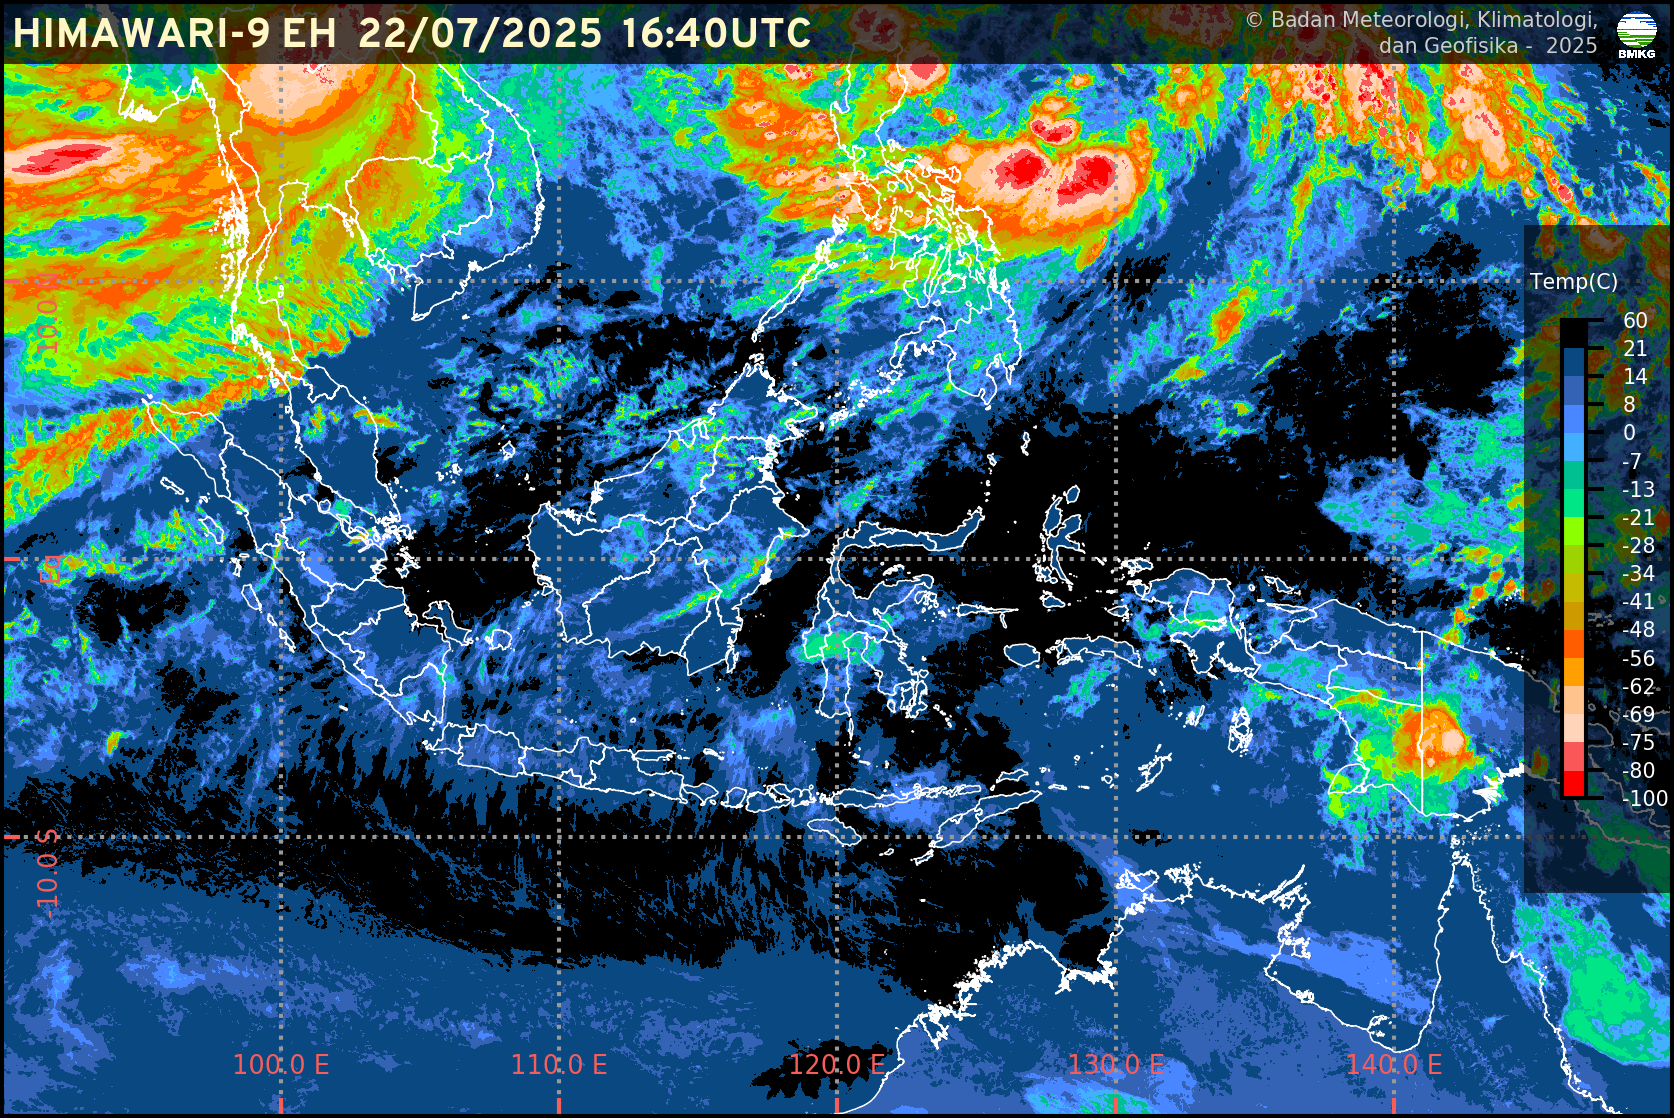 HIMAWARI-9 EH 22/07/2025 16:40UTC
© Badan Meteorologi, Klimatologi,
dan Geofisika - 2025
BMKG
Temp(C)
60
21
14
8
0
-7
-13
-21
-28
-34
-41
-48
-56
-62
-69
-75
-80
-100
10.0 N
Eq
-10.0 S
100.0 E
110.0 E
120.0 E
130.0 E
140.0 E